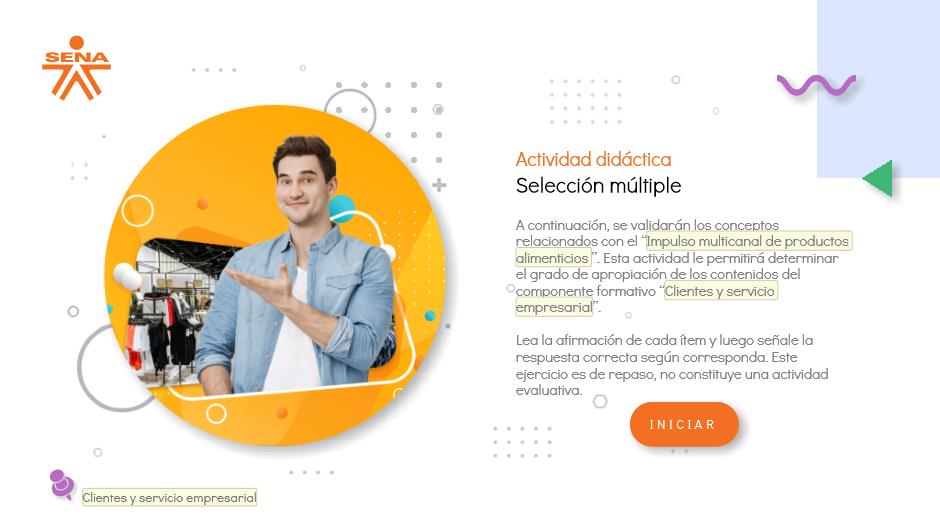 SENA
Actividad didáctica
Selección múltiple
A continuación, se validarán los conceptos
relacionados con el “Impulso multicanal de productos
alimenticios ”. Esta actividad le permitirá determinar
el grado de apropiación de los contenidos del
componente formativo “Clientes y servicio
empresarial”.
Lea la afirmación de cada ítem y luego señale la
respuesta correcta según corresponda. Este
ejercicio es de repaso, no constituye una actividad
evaluativa.
INICIAR
Clientes y servicio empresarial